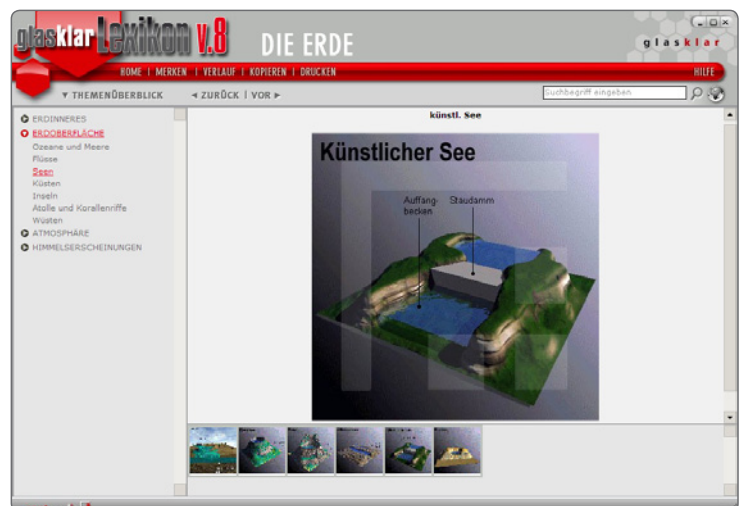 glasklar Lexikon v.8
DIE ERDE
glasklar
HOME | MERKEN | VERLAUF | KOPIEREN | DRUCKEN
HILFE
▼ THEMENÜBERBLICK
◄ ZURÜCK | VOR ►
Suchbegriff eingeben
ERDINNERES
ERDOBERFLÄCHE
Ozeane und Meere
Flüsse
Seen
Küsten
Inseln
Atolle und Korallenriffe
Wüsten
ATMOSPHÄRE
HIMMELSERSCHEINUNGEN
künstl. See
Künstlicher See
Auffang-
becken
Staudamm